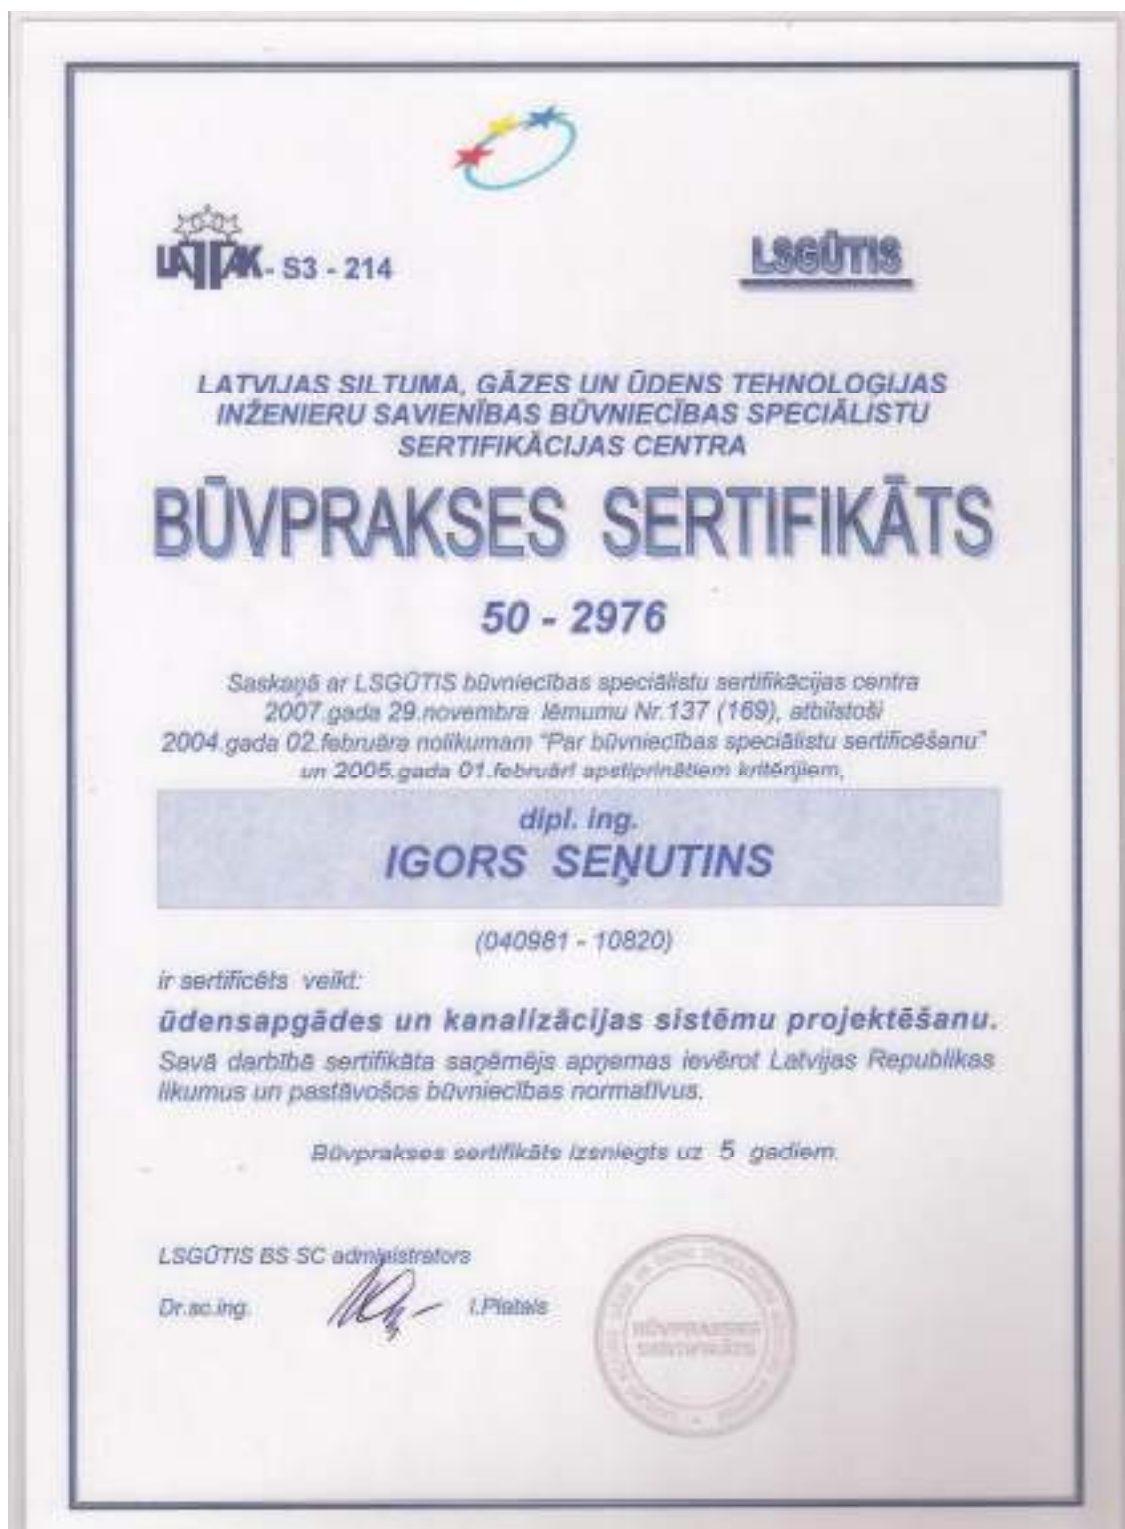 LATAK - S3 - 214
LSGŪTIS
LATVIJAS SILTUMA, GĀZES UN ŪDENS TEHNOLOĢIJAS
INŽENIERU SAVIENĪBAS BŪVNIECĪBAS SPECIĀLISTU
SERTIFIKĀCIJAS CENTRA
BŪVPRAKSES SERTIFIKĀTS
50 - 2976
Saskaņā ar LSGŪTIS būvniecības speciālistu sertifikācijas centra
2007.gada 29.novembra lēmumu Nr.137 (169), atbilstoši
2004.gada 02.februāra nolikumam "Par būvniecības speciālistu sertificēšanu"
un 2005.gada 01.februārī apstiprinātiem kritērijiem,
dipl. ing.
IGORS SEŅUTINS
(040981 - 10820)
ir sertificēts veikt:
ūdensapgādes un kanalizācijas sistēmu projektēšanu.
Savā darbībā sertifikāta saņēmējs apņemas ievērot Latvijas Republikas
likumus un pastāvošos būvniecības normatīvus.
Būvprakses sertifikāts izsniegts uz 5 gadiem.
LSGŪTIS BS SC administrators
Dr.sc.ing. I.Platais
BŪVPRAKSES
SERTIFIKĀTS